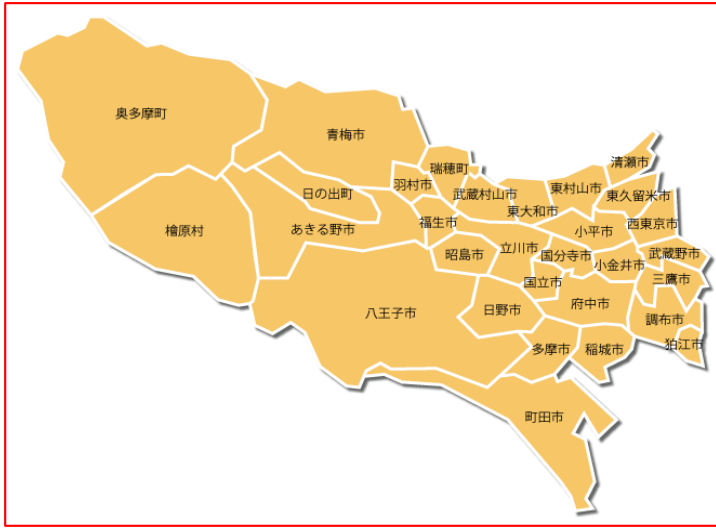 奥多摩町
青梅市
清瀬市
瑞穂町
羽村市
日の出町
武蔵村山市
東村山市
東久留米市
東大和市
福生市
西東京市
檜原村
あきる野市
小平市
昭島市
立川市
国分寺市
武蔵野市
小金井市
国立市
三鷹市
八王子市
日野市
府中市
調布市
多摩市
稲城市
狛江市
町田市